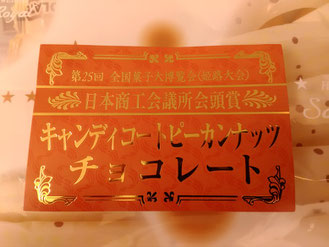 第25回 全国菓子大博覧会(姫路大会)
日本商工会議所会頭賞
キャンディコートピーカンナッツ
チョコレート